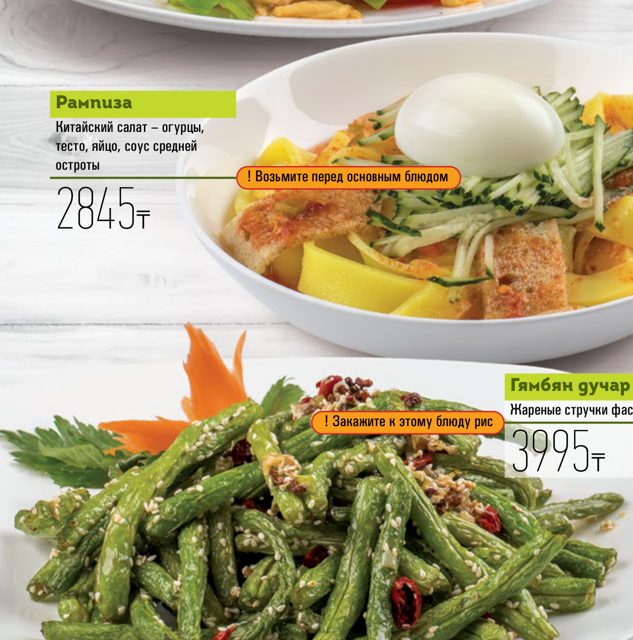 Рампиза
Китайский салат – огурцы,
тесто, яйцо, соус средней
остроты
! Возьмите перед основным блюдом
2845₸
Гямбян дучар
! Закажите к этому блюду рис
Жареные стручки фас
3995₸